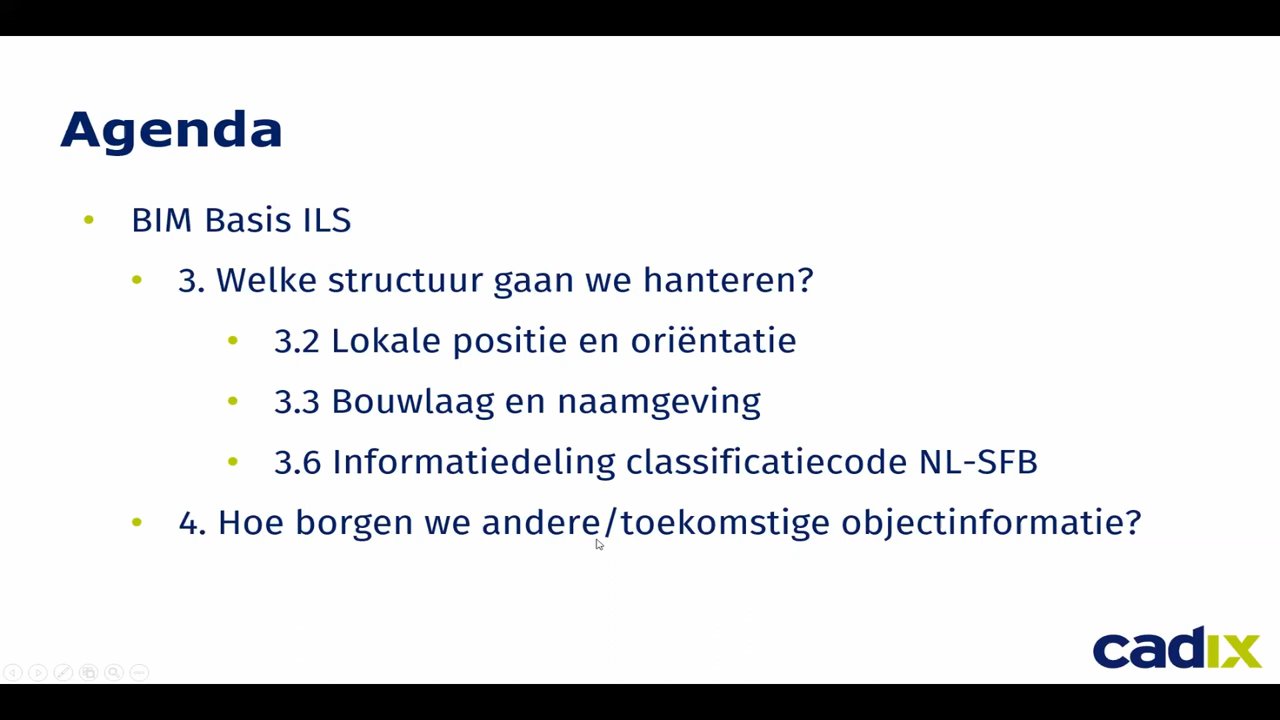 Agenda
• BIM Basis ILS
• 3. Welke structuur gaan we hanteren?
• 3.2 Lokale positie en oriëntatie
• 3.3 Bouwlaag en naamgeving
• 3.6 Informatiedeling classificatiecode NL-SFB
• 4. Hoe borgen we andere/toekomstige objectinformatie?
cadix